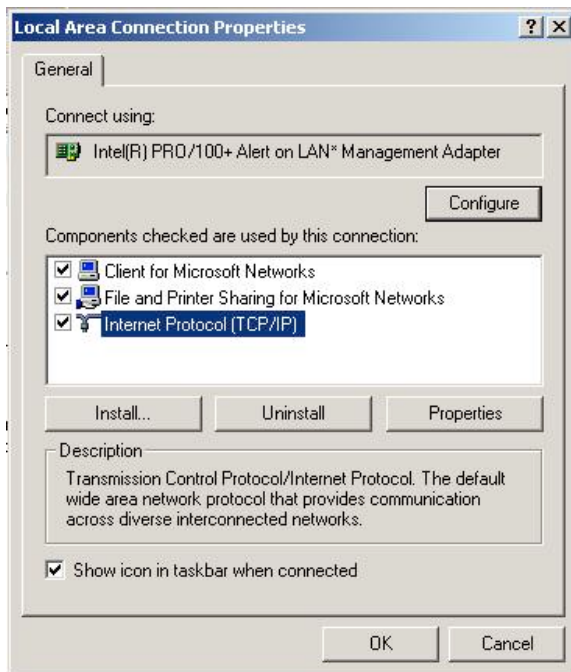 Local Area Connection Properties
General
Connect using:
Intel(R) PRO/100+ Alert on LAN* Management Adapter
Configure
Components checked are used by this connection:
Client for Microsoft Networks
File and Printer Sharing for Microsoft Networks
Internet Protocol (TCP/IP)
Install... Uninstall Properties
Description
Transmission Control Protocol/Internet Protocol. The default
wide area network protocol that provides communication
across diverse interconnected networks.
Show icon in taskbar when connected
OK Cancel